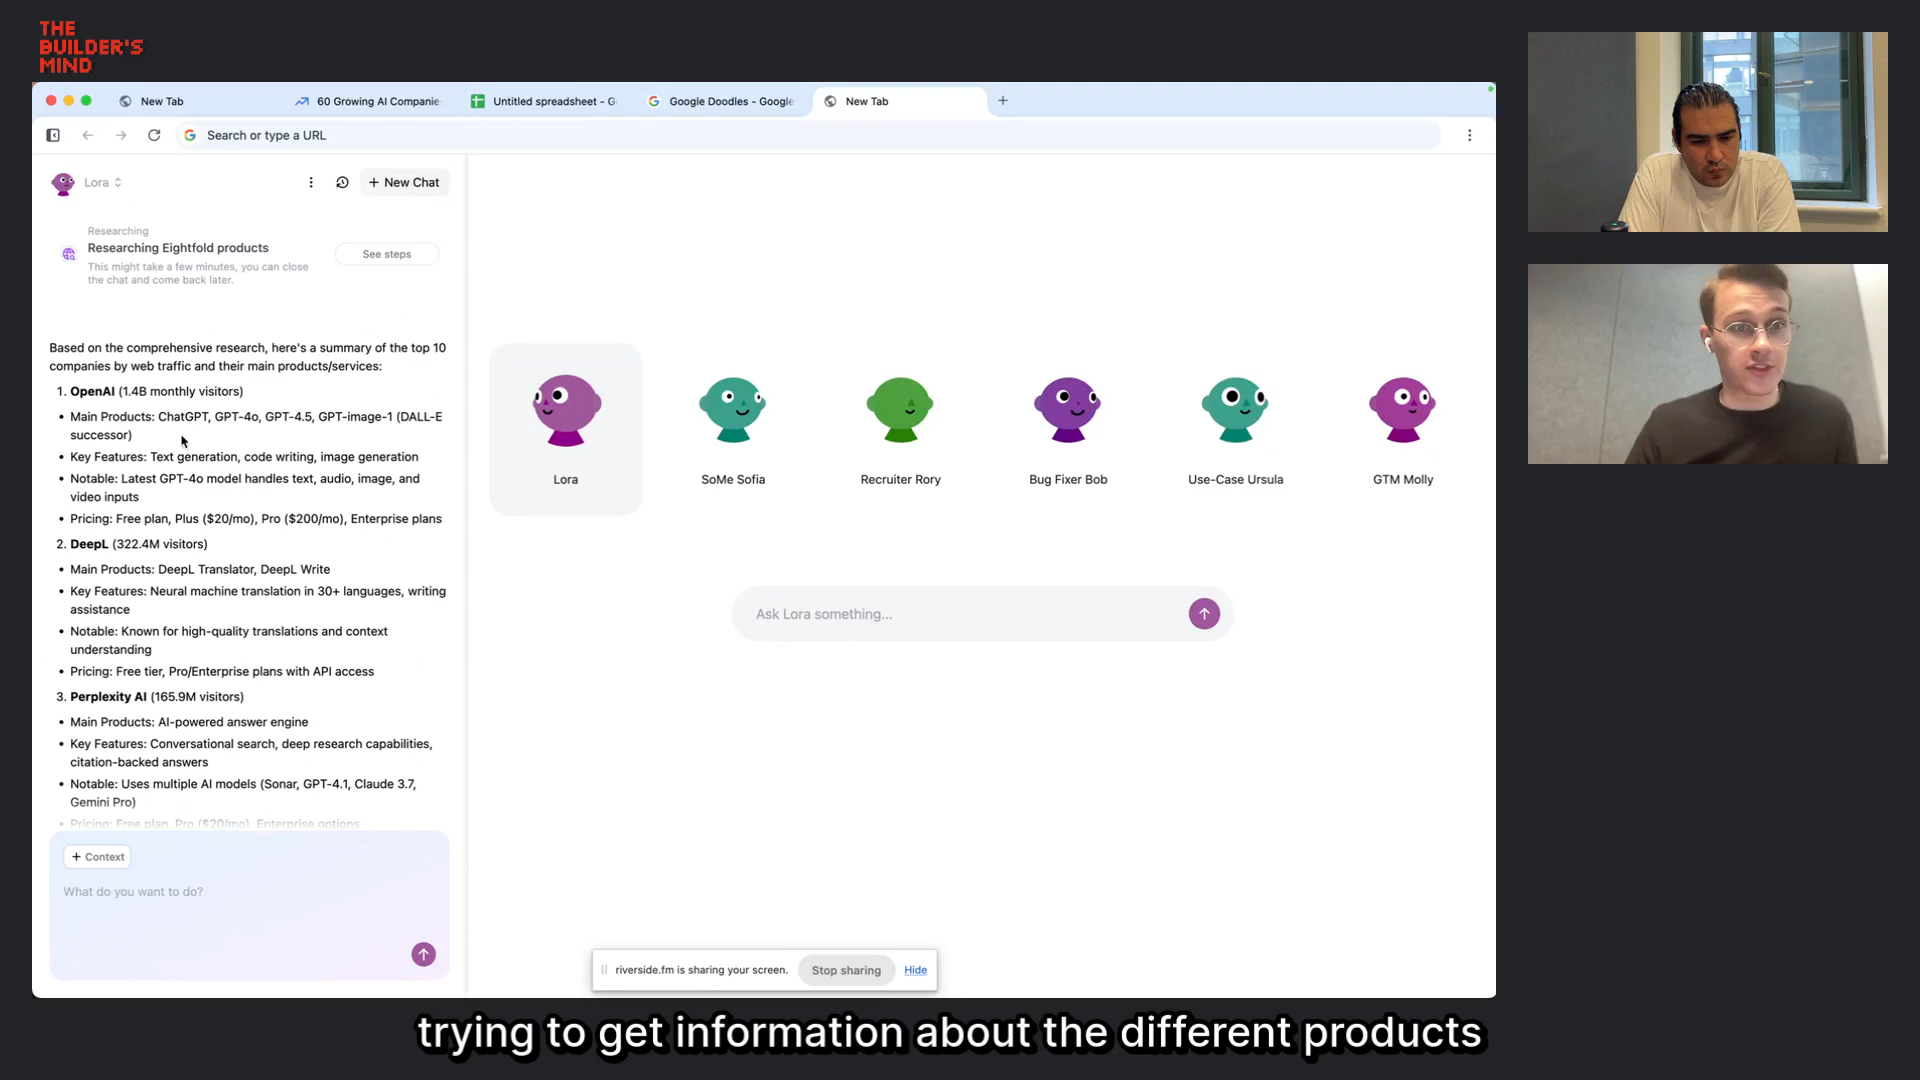 THE
BUILDER'S
MIND
New Tab
60 Growing AI Companie
Untitled spreadsheet - G
Google Doodles - Google
New Tab
Search or type a URL
Lora
+ New Chat
Researching
Researching Eightfold products
This might take a few minutes, you can close
the chat and come back later.
See steps
Based on the comprehensive research, here's a summary of the top 10
companies by web traffic and their main products/services:
1. OpenAI (1.4B monthly visitors)
• Main Products: ChatGPT, GPT-4o, GPT-4.5, GPT-image-1 (DALL-E
successor)
• Key Features: Text generation, code writing, image generation
• Notable: Latest GPT-4o model handles text, audio, image, and
video inputs
• Pricing: Free plan, Plus ($20/mo), Pro ($200/mo), Enterprise plans
2. DeepL (322.4M visitors)
• Main Products: DeepL Translator, DeepL Write
• Key Features: Neural machine translation in 30+ languages, writing
assistance
• Notable: Known for high-quality translations and context
understanding
• Pricing: Free tier, Pro/Enterprise plans with API access
3. Perplexity AI (165.9M visitors)
• Main Products: AI-powered answer engine
• Key Features: Conversational search, deep research capabilities,
citation-backed answers
• Notable: Uses multiple AI models (Sonar, GPT-4.1, Claude 3.7,
Gemini Pro)
• Pricing: Free plan, Pro ($20/mo), Enterprise options
+ Context
What do you want to do?
Lora
SoMe Sofia
Recruiter Rory
Bug Fixer Bob
Use-Case Ursula
GTM Molly
Ask Lora something...
riverside.fm is sharing your screen.
Stop sharing
Hide
trying to get information about the different products